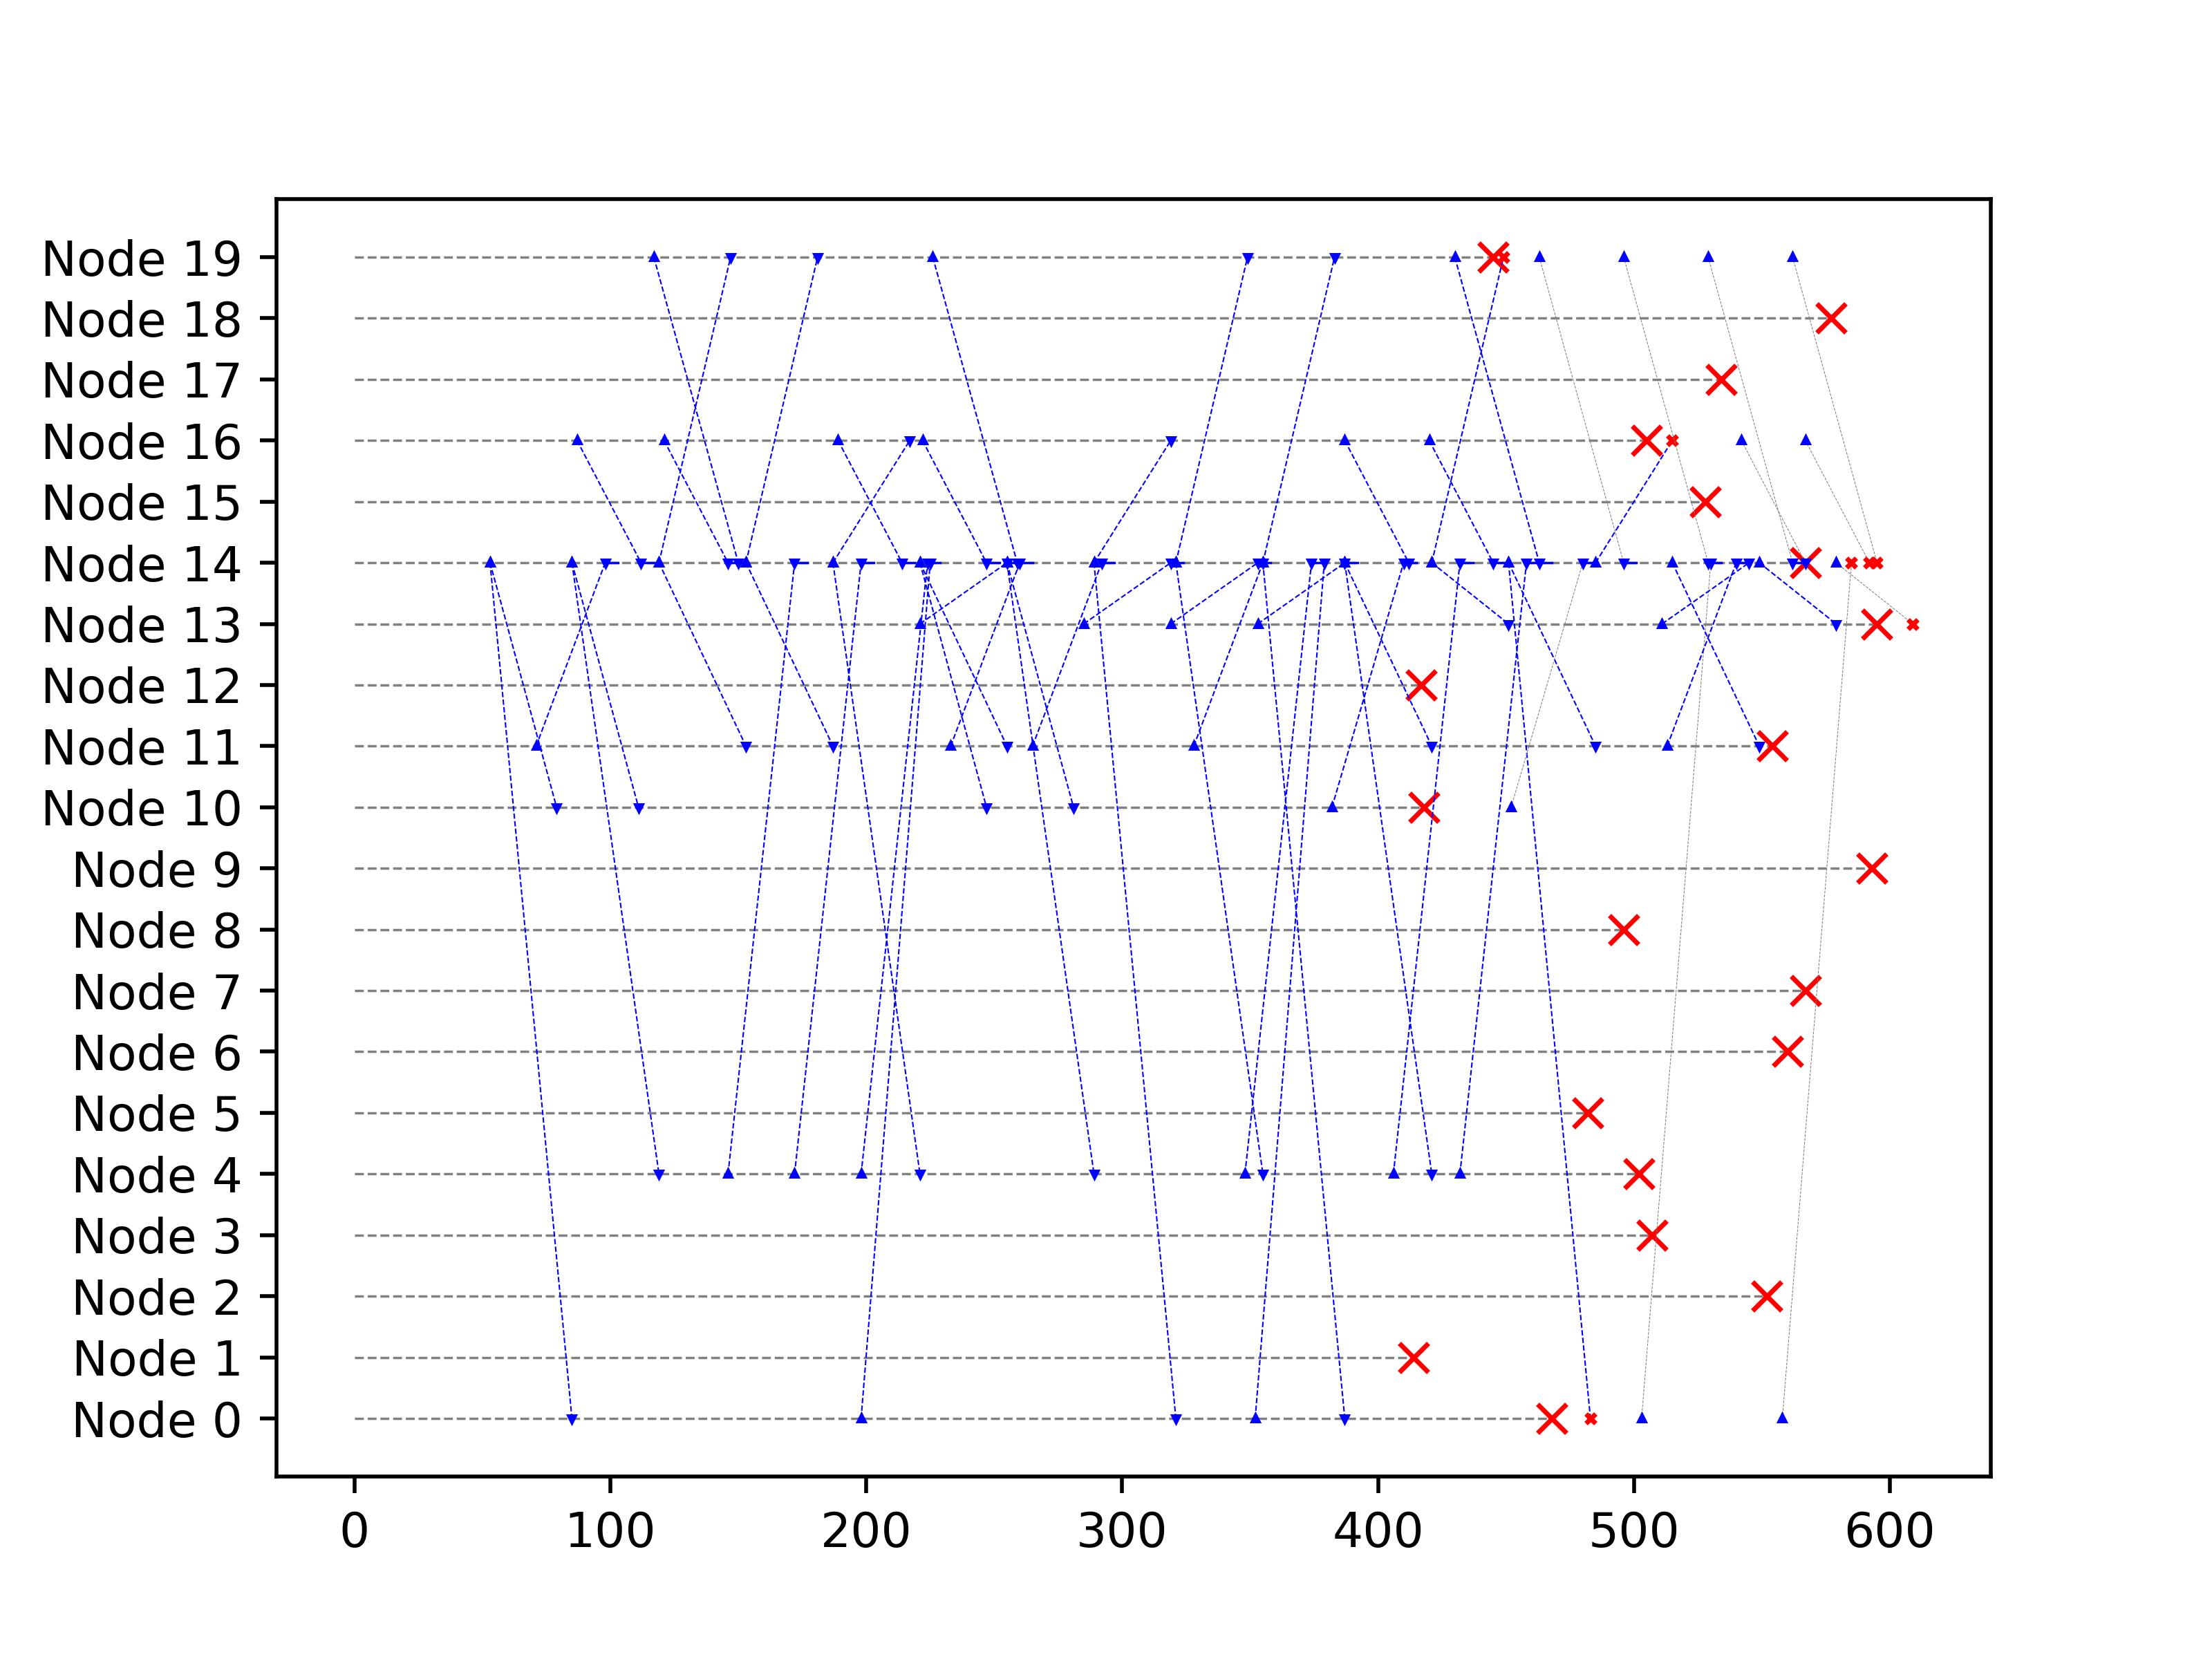 Node 19
Node 18
Node 17
Node 16
Node 15
Node 14
Node 13
Node 12
Node 11
Node 10
Node 9
Node 8
Node 7
Node 6
Node 5
Node 4
Node 3
Node 2
Node 1
Node 0
0 100 200 300 400 500 600